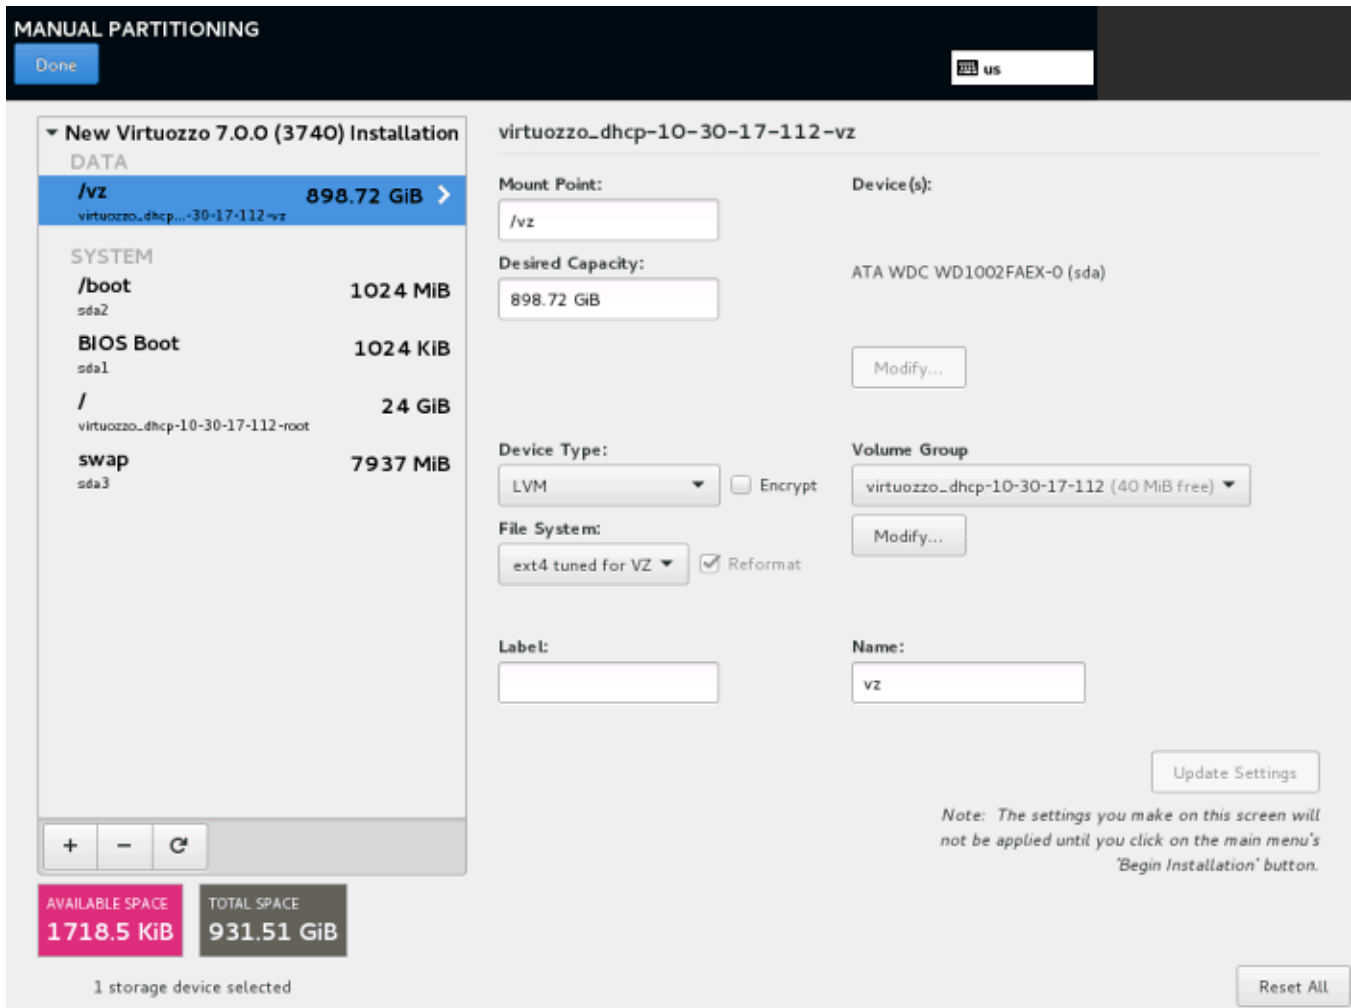 MANUAL PARTITIONING
Done
us
New Virtuozzo 7.0.0 (3740) Installation
DATA
/vz 898.72 GiB
virtuozzo_dhcp...-30-17-112-vz
SYSTEM
/boot 1024 MiB
sda2
BIOS Boot 1024 KiB
sda1
/ 24 GiB
virtuozzo_dhcp-10-30-17-112-root
swap 7937 MiB
sda3
+ −
AVAILABLE SPACE
1718.5 KiB
TOTAL SPACE
931.51 GiB
1 storage device selected
virtuozzo_dhcp-10-30-17-112-vz
Mount Point:
/vz
Desired Capacity:
898.72 GiB
Device(s):
ATA WDC WD1002FAEX-0 (sda)
Modify...
Device Type:
LVM
Encrypt
Volume Group
virtuozzo_dhcp-10-30-17-112 (40 MiB free)
Modify...
File System:
ext4 tuned for VZ
Reformat
Label:
Name:
vz
Update Settings
Note: The settings you make on this screen will
not be applied until you click on the main menu's
'Begin Installation' button.
Reset All